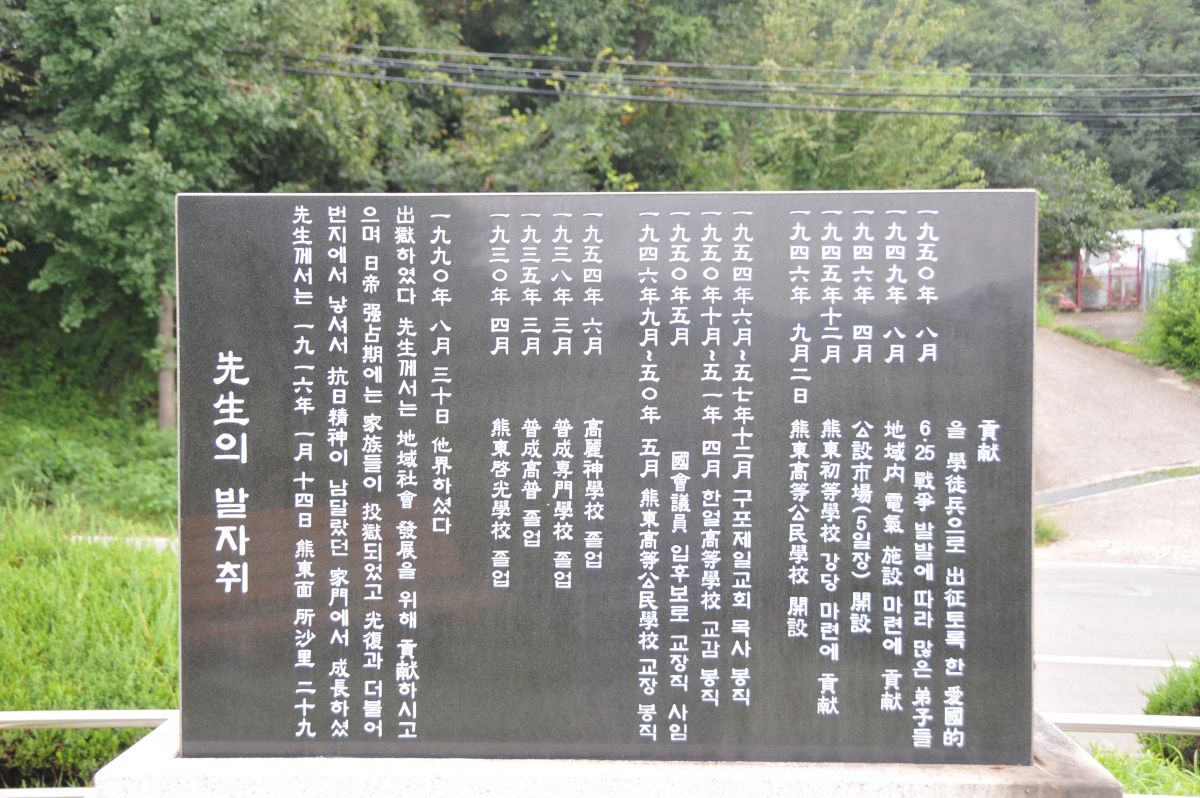 先生의 발자취
先生께서는 一九一六年 一月 十四日 熊東面 所沙里 二十九
번지에서 낳셔서 抗日精神이 남달랐던 家門에서 成長하셨
으며 日帝 强占期에는 家族들이 投獄되었고 光復과 더불어
出獄하였다 先生께서는 地域社會 發展을 위해 貢献하시고
一九九〇年 八月 三十日 他界하셨다
一九三〇年 四月 熊東啓光學校 졸업
一九三五年 三月 普成高普 졸업
一九三八年 三月 普成専門學校 졸업
一九五四年 六月 高麗神學校 졸업
一九四六年九月~五〇年 五月 熊東高等公民學校 교장 봉직
一九五〇年五月 國會議員 입후보로 교장직 사임
一九五〇年十月~五一年 四月 한얼高等學校 교감 봉직
一九五四年六月~五七年十二月 구포제일교회 목사 봉직
一九四六年 九月二日 熊東高等公民學校 開設
一九四五年十二月 熊東初等學校 강당 마련에 貢献
一九四六年 四月 公設市場(5일장) 開設
一九四九年 八月 地域内 電氣 施設 마련에 貢献
一九五〇年 八月 6·25 戰爭 발발에 따라 많은 弟子들
을 學徒兵으로 出征토록 한 愛國的
貢献